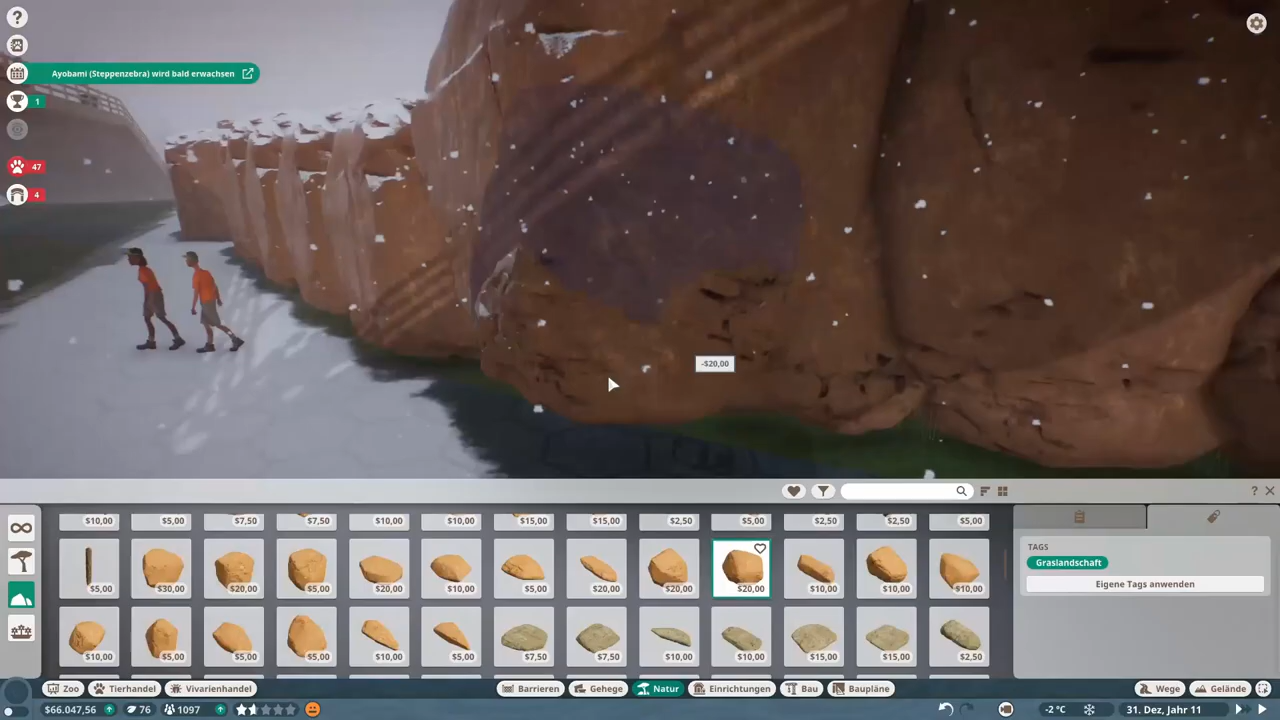 ?
Ayobami (Steppenzebra) wird bald erwachsen
1
47
4
-$20,00
?
$10,00 $5,00 $7,50 $7,50 $10,00 $10,00 $15,00 $15,00 $2,50 $5,00 $2,50 $2,50 $5,00
$5,00 $30,00 $20,00 $5,00 $20,00 $10,00 $5,00 $20,00 $20,00 $20,00 $10,00 $10,00 $10,00
$10,00 $5,00 $5,00 $5,00 $10,00 $5,00 $7,50 $7,50 $10,00 $10,00 $15,00 $15,00 $2,50
TAGS
Graslandschaft
Eigene Tags anwenden
Zoo Tierhandel Vivarienhandel Barrieren Gehege Natur Einrichtungen Bau Baupläne Wege Gelände
$66.047,56 76 1097 -2 °C 31. Dez, Jahr 11